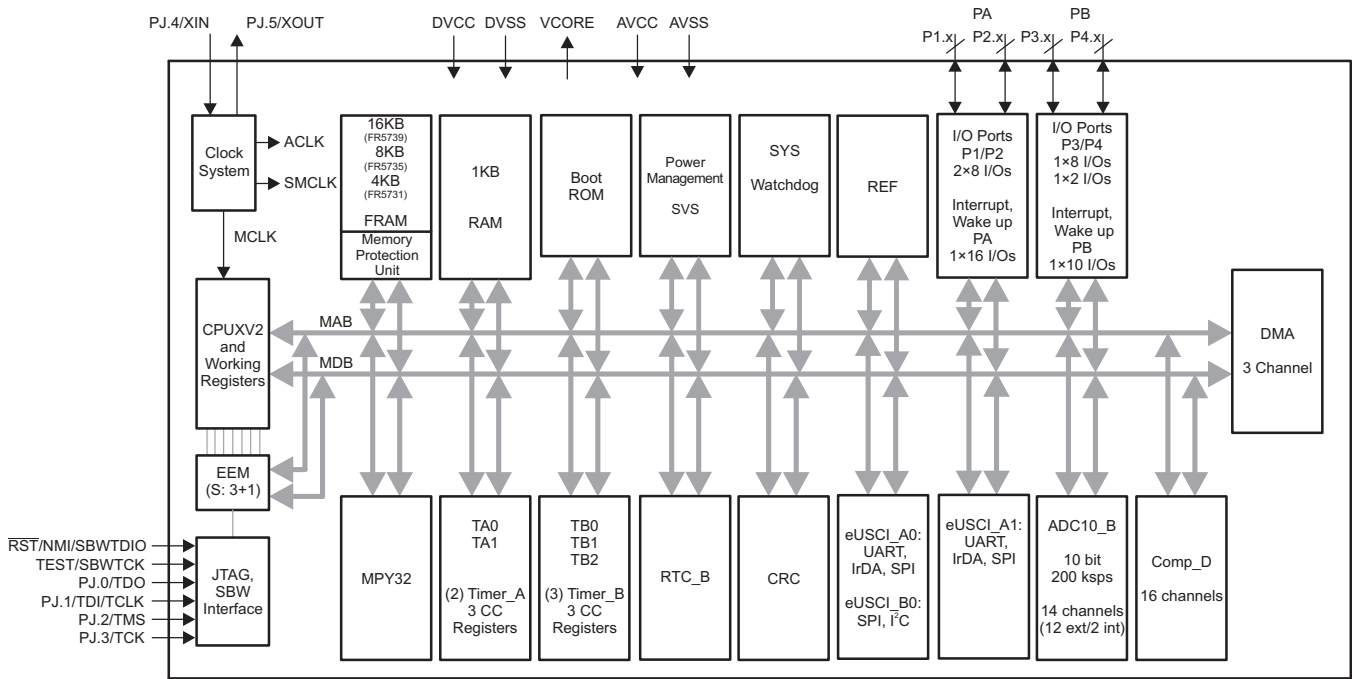 PJ.4/XIN
PJ.5/XOUT
DVCC
DVSS
VCORE
AVCC
AVSS
PA
PB
P1.x
P2.x
P3.x
P4.x
Clock
System
ACLK
SMCLK
MCLK
16KB
(FR5739)
8KB
(FR5735)
4KB
(FR5731)
FRAM
Memory
Protection
Unit
1KB
RAM
Boot
ROM
Power
Management
SVS
SYS
Watchdog
REF
I/O Ports
P1/P2
2×8 I/Os
Interrupt,
Wake up
PA
1×16 I/Os
I/O Ports
P3/P4
1×8 I/Os
1×2 I/Os
Interrupt,
Wake up
PB
1×10 I/Os
CPUXV2
and
Working
Registers
MAB
MDB
DMA
3 Channel
EEM
(S: 3+1)
RST/NMI/SBWTDIO
TEST/SBWTCK
PJ.0/TDO
PJ.1/TDI/TCLK
PJ.2/TMS
PJ.3/TCK
JTAG,
SBW
Interface
MPY32
TA0
TA1
(2) Timer_A
3 CC
Registers
TB0
TB1
TB2
(3) Timer_B
3 CC
Registers
RTC_B
CRC
eUSCI_A0:
UART,
IrDA, SPI
eUSCI_B0:
SPI, I²C
eUSCI_A1:
UART,
IrDA, SPI
ADC10_B
10 bit
200 ksps
14 channels
(12 ext/2 int)
Comp_D
16 channels